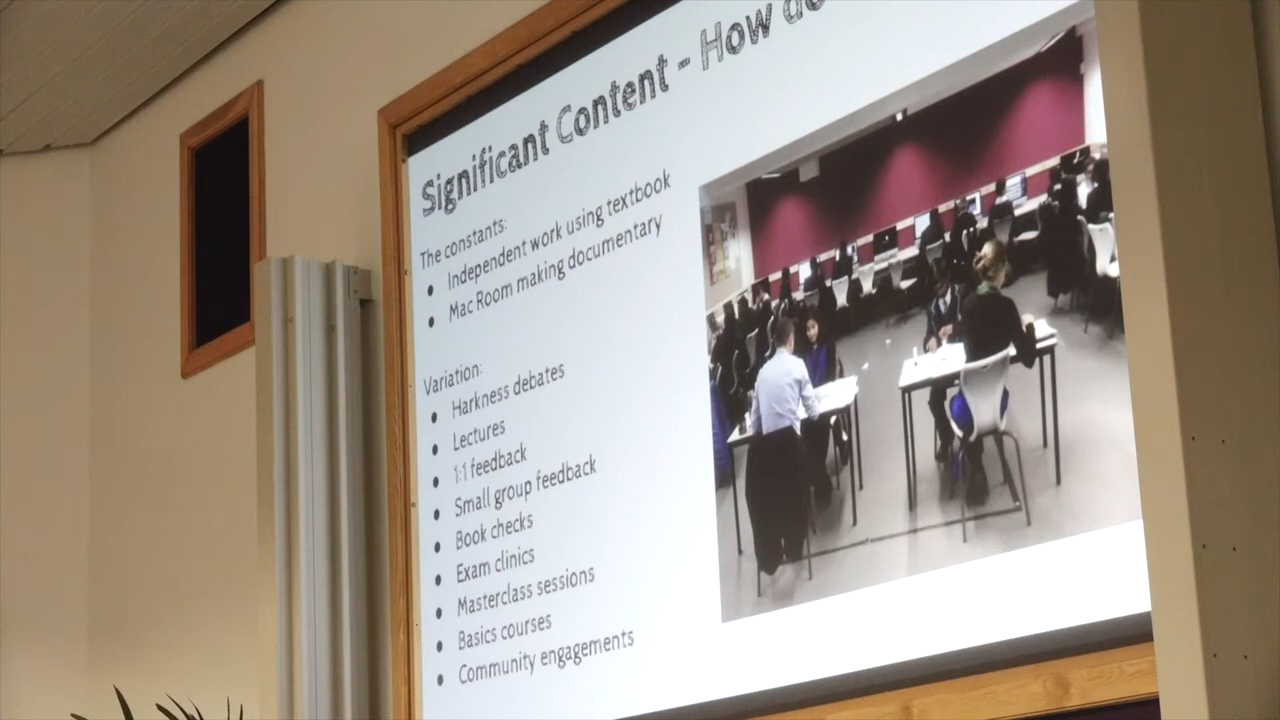 Significant Content - How do
The constants:
Independent work using textbook
Mac Room making documentary
Variation:
Harkness debates
Lectures
1:1 feedback
Small group feedback
Book checks
Exam clinics
Masterclass sessions
Basics courses
Community engagements